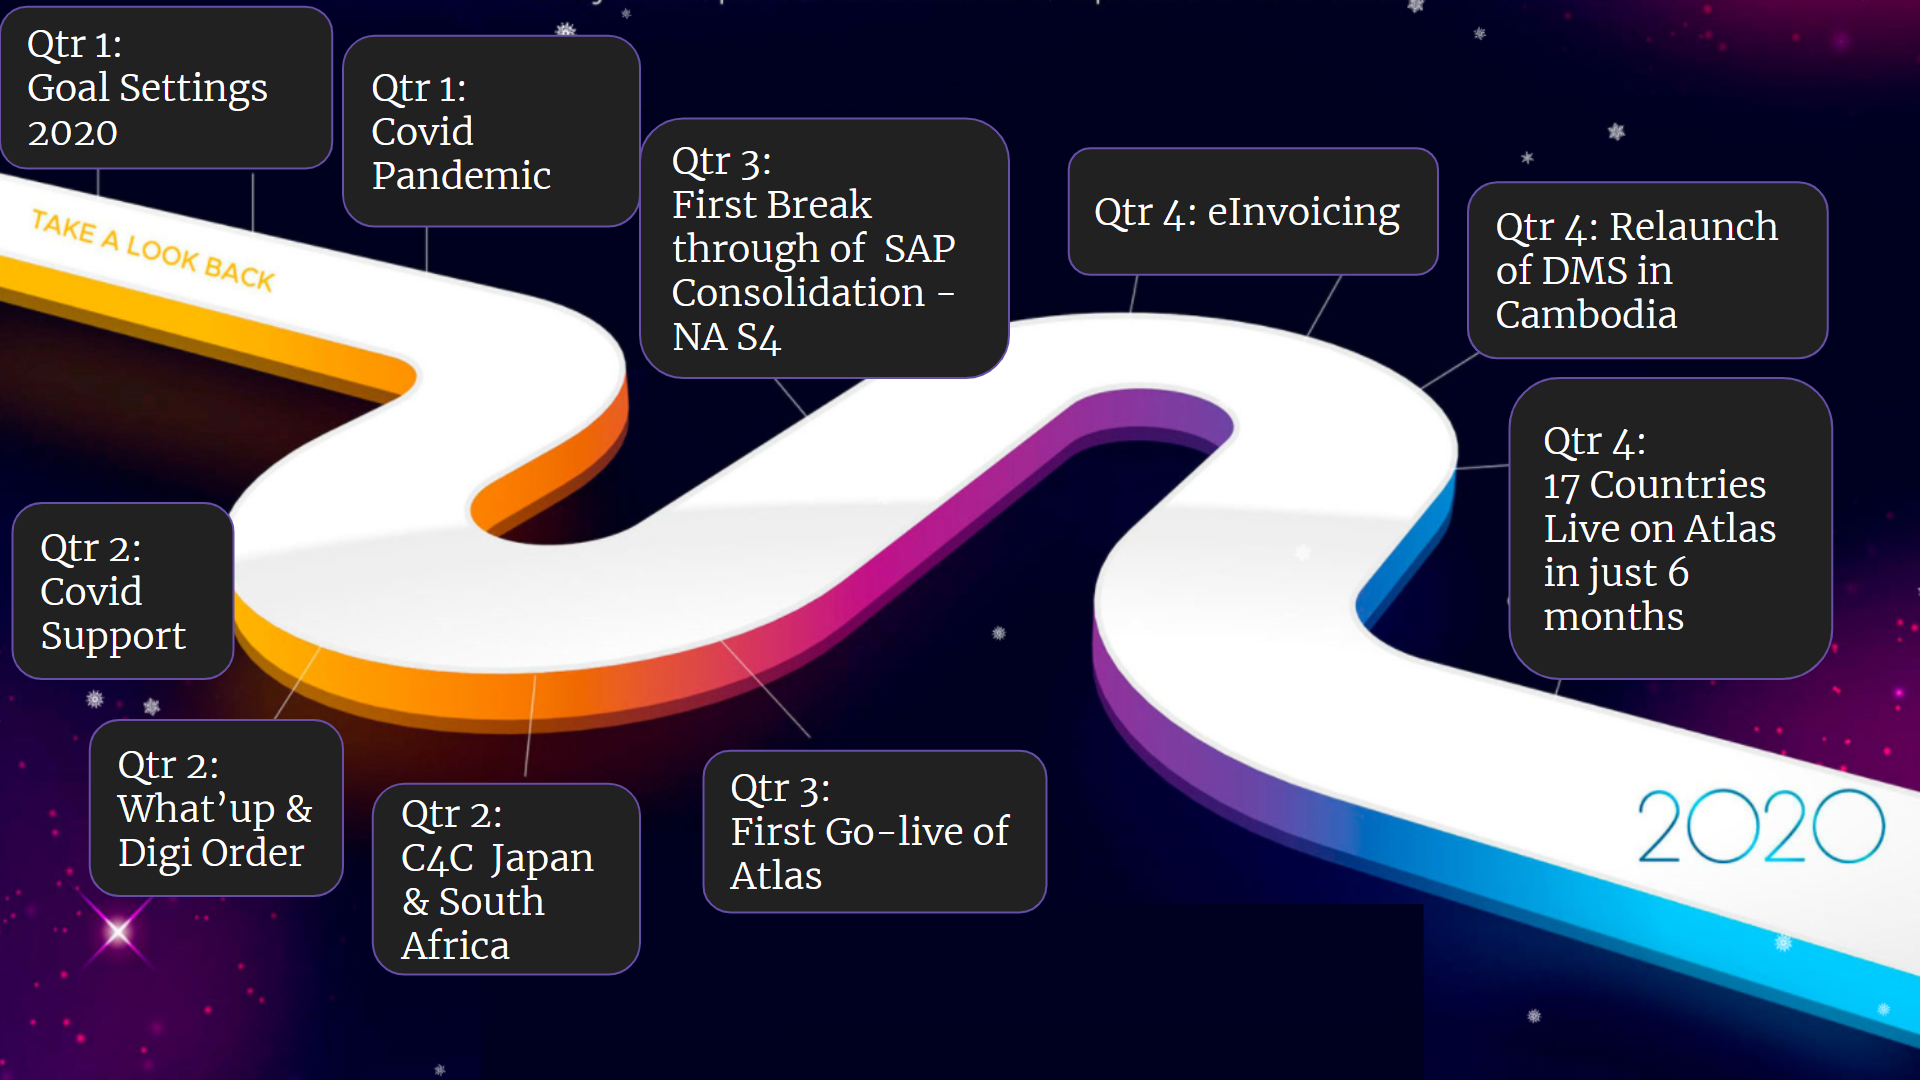 Qtr 1:
Goal Settings
2020
Qtr 1:
Covid
Pandemic
TAKE A LOOK BACK
Qtr 2:
Covid
Support
Qtr 2:
What’up &
Digi Order
Qtr 2:
C4C  Japan
& South
Africa
Qtr 3:
First Go-live of
Atlas
Qtr 3:
First Break
through of  SAP
Consolidation -
NA S4
Qtr 4: eInvoicing
Qtr 4: Relaunch
of DMS in
Cambodia
Qtr 4:
17 Countries
Live on Atlas
in just 6
months
2020